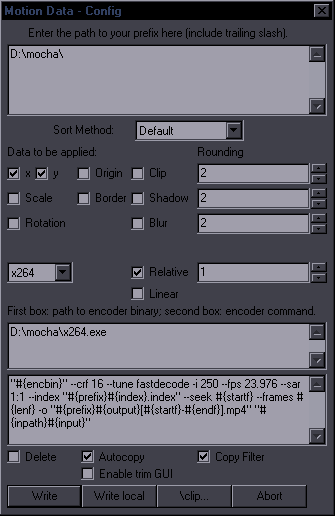 Motion Data - Config
Enter the path to your prefix here (include trailing slash).
D:\mocha\
Sort Method: Default
Data to be applied: Rounding
x y Origin Clip 2
Scale Border Shadow 2
Rotation Blur 2
x264 Relative 1
Linear
First box: path to encoder binary; second box: encoder command.
D:\mocha\x264.exe
"#{encbin}" --crf 16 --tune fastdecode -i 250 --fps 23.976 --sar
1:1 --index "#{prefix}#{index}.index" --seek #{startf} --frames #
{lenf} -o "#{prefix}#{output}[#{startf}-#{endf}].mp4" "#
{inpath}#{input}"
Delete Autocopy Copy Filter
Enable trim GUI
Write Write local \clip... Abort